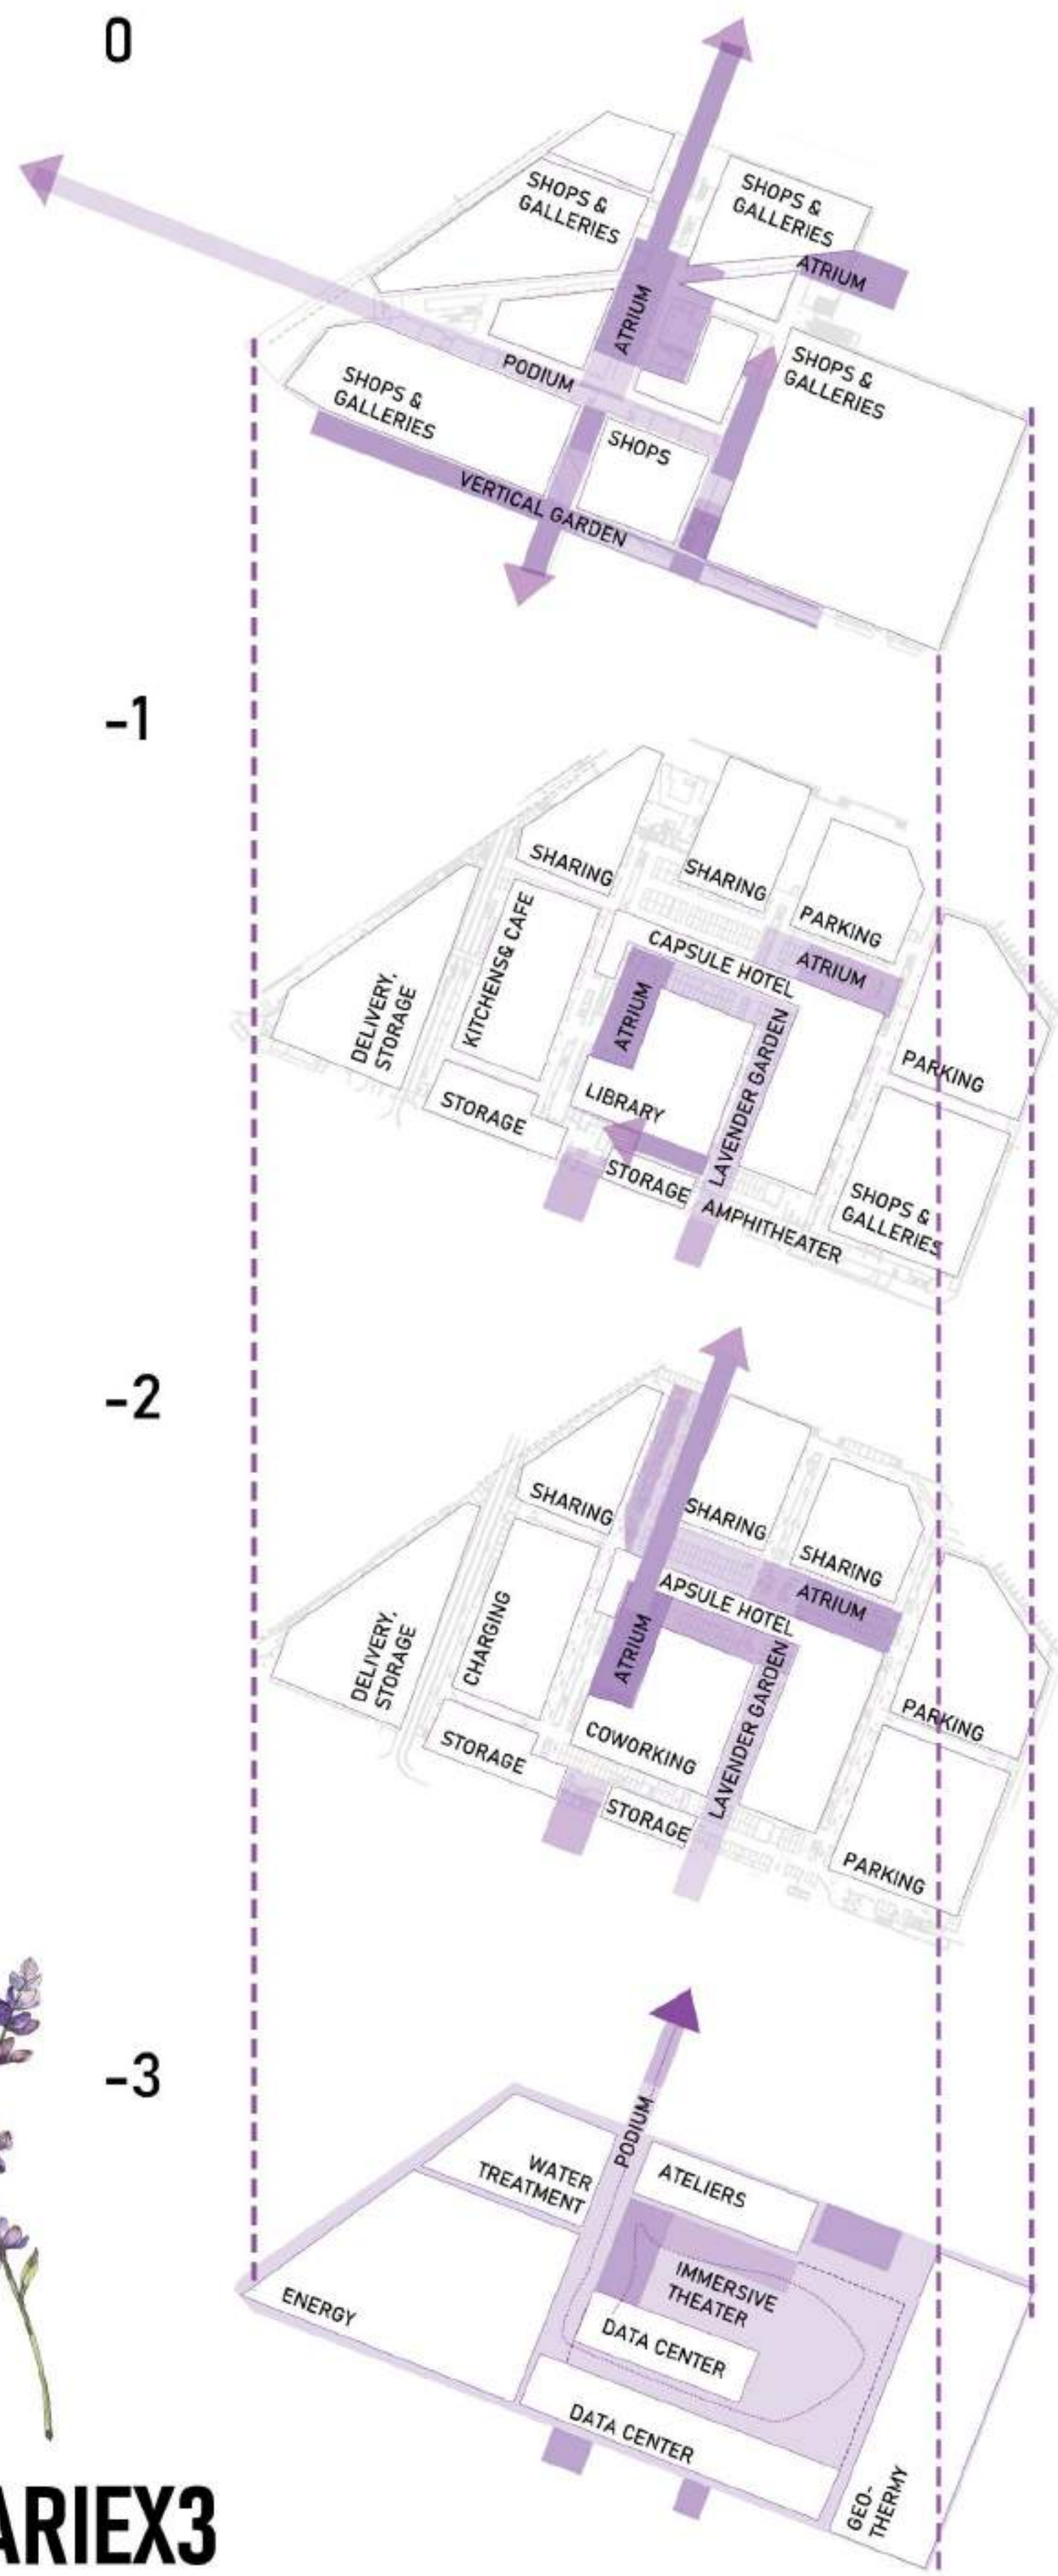 0
SHOPS &
GALLERIES
SHOPS &
GALLERIES
ATRIUM
ATRIUM
PODIUM
SHOPS &
GALLERIES
SHOPS &
GALLERIES
SHOPS
VERTICAL GARDEN
-1
SHARING
SHARING
PARKING
KITCHENS& CAFE
CAPSULE HOTEL
ATRIUM
ATRIUM
DELIVERY,
STORAGE
LAVENDER GARDEN
PARKING
STORAGE
LIBRARY
STORAGE
AMPHITHEATER
SHOPS &
GALLERIES
-2
SHARING
SHARING
SHARING
CHARGING
APSULE HOTEL
ATRIUM
ATRIUM
DELIVERY,
STORAGE
LAVENDER GARDEN
PARKING
STORAGE
COWORKING
STORAGE
PARKING
-3
PODIUM
WATER
TREATMENT
ATELIERS
IMMERSIVE
THEATER
ENERGY
DATA CENTER
DATA CENTER
GEO-
THERMY
ARIEX3